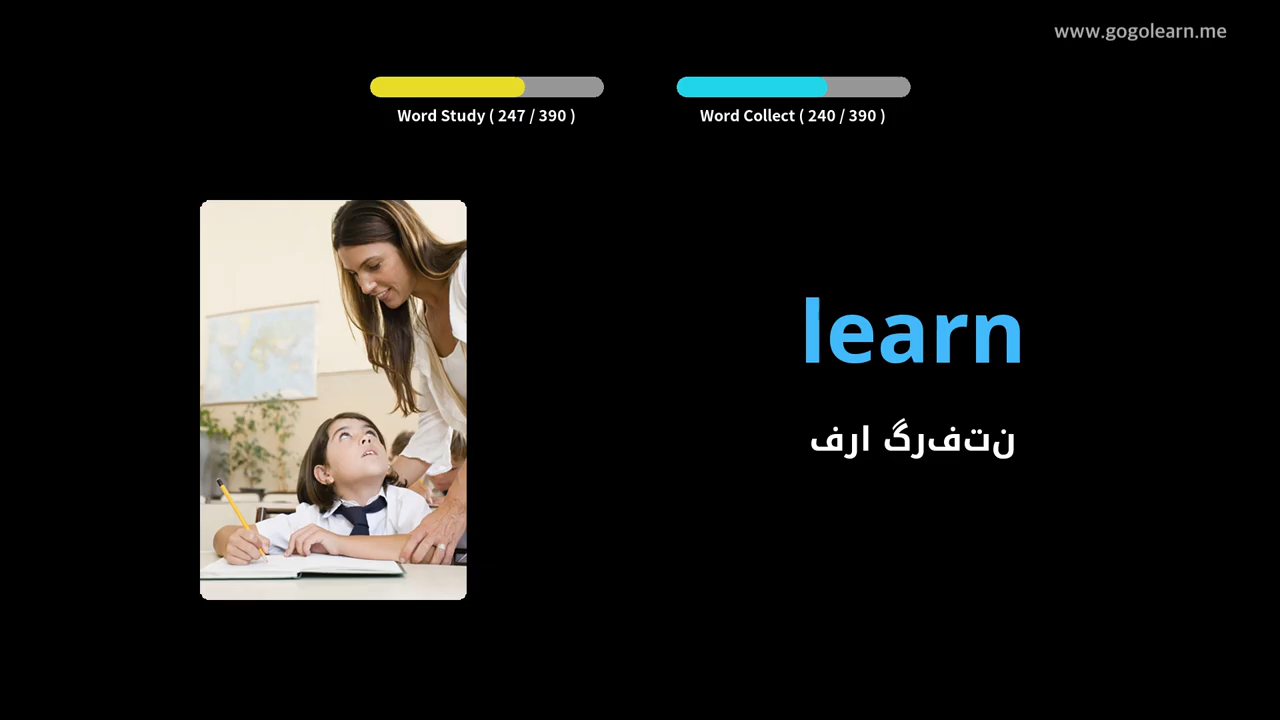 www.gogolearn.me
Word Study ( 247 / 390 )
Word Collect ( 240 / 390 )
learn
نتفرگ ارف